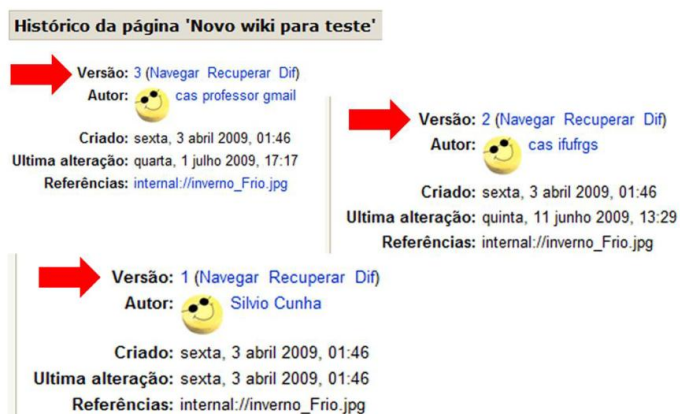 Histórico da página 'Novo wiki para teste'
Versão: 3 (Navegar Recuperar Dif)
Autor: cas professor gmail
Criado: sexta, 3 abril 2009, 01:46
Ultima alteração: quarta, 1 julho 2009, 17:17
Referências: internal://inverno_Frio.jpg
Versão: 2 (Navegar Recuperar Dif)
Autor: cas ifufrgs
Criado: sexta, 3 abril 2009, 01:46
Ultima alteração: quinta, 11 junho 2009, 13:29
Referências: internal://inverno_Frio.jpg
Versão: 1 (Navegar Recuperar Dif)
Autor: Silvio Cunha
Criado: sexta, 3 abril 2009, 01:46
Ultima alteração: sexta, 3 abril 2009, 01:46
Referências: internal://inverno_Frio.jpg